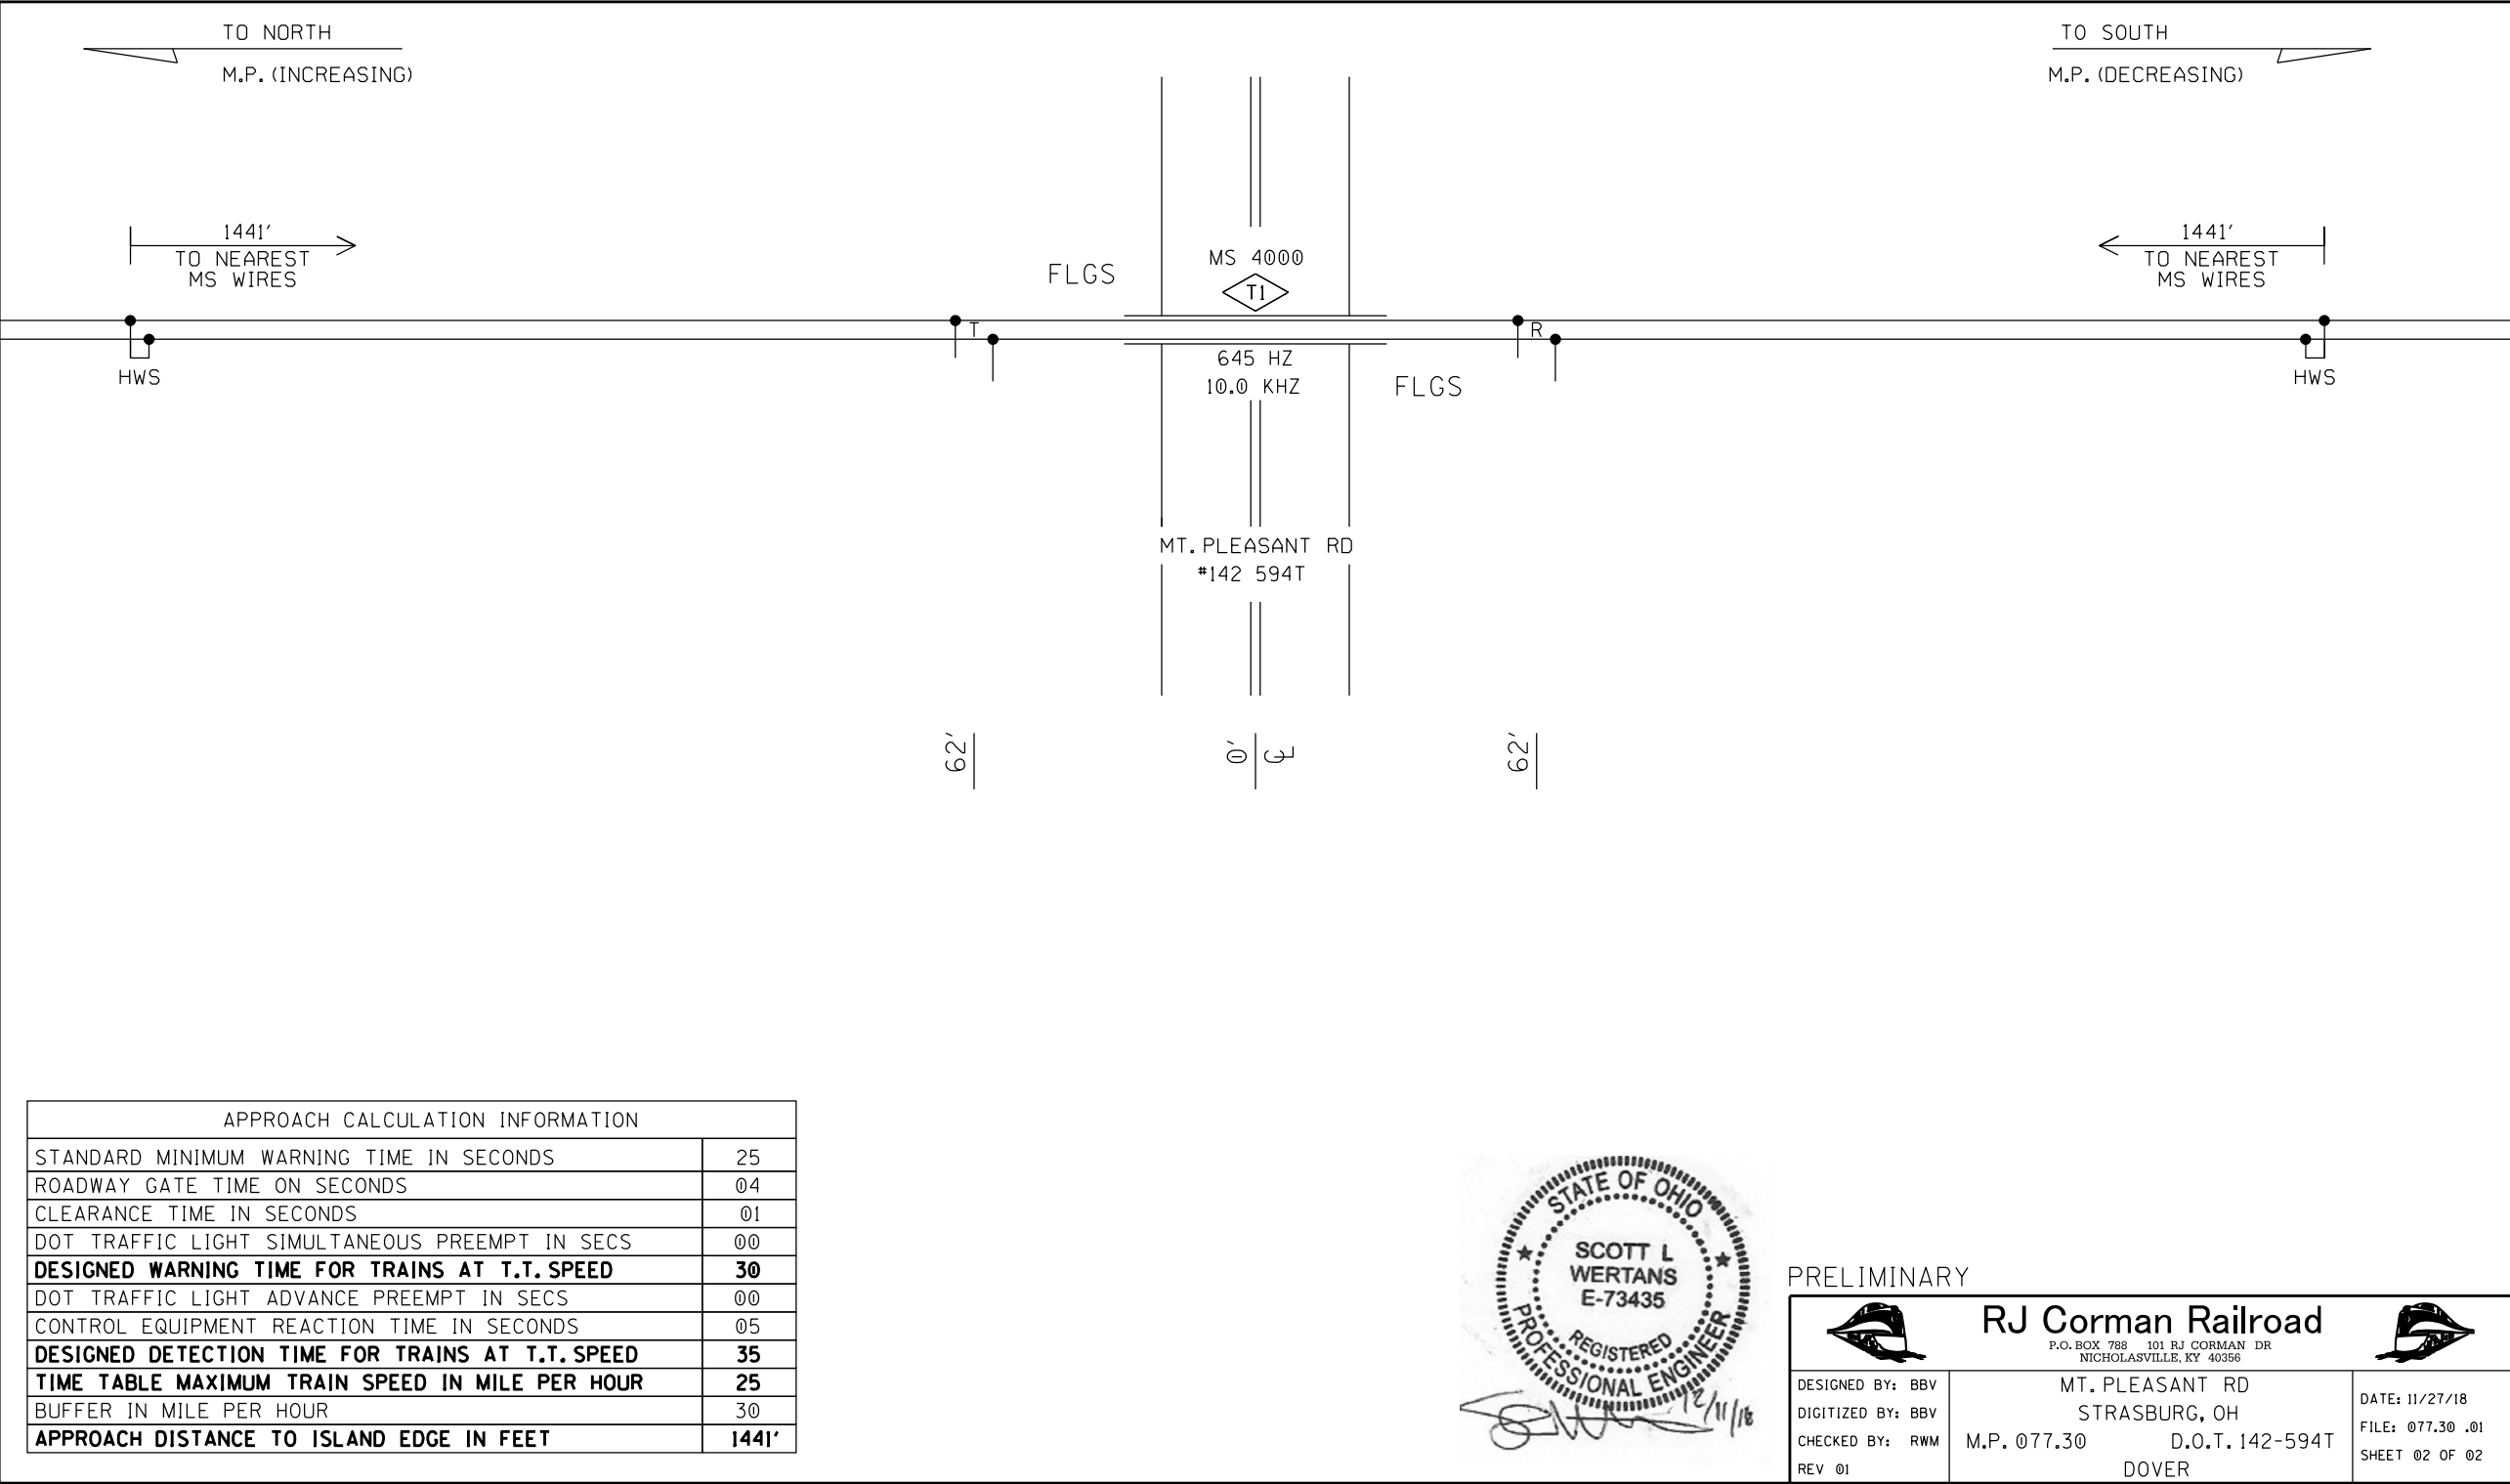 TO NORTH
M.P. (INCREASING)
TO SOUTH
M.P. (DECREASING)
1441'
TO NEAREST
MS WIRES
1441'
TO NEAREST
MS WIRES
FLGS
MS 4000
T1
T
R
HWS
645 HZ
10.0 KHZ
FLGS
HWS
MT. PLEASANT RD
#142 594T
62'
0'
℄
62'
APPROACH CALCULATION INFORMATION
STANDARD MINIMUM WARNING TIME IN SECONDS 25
ROADWAY GATE TIME ON SECONDS 04
CLEARANCE TIME IN SECONDS 01
DOT TRAFFIC LIGHT SIMULTANEOUS PREEMPT IN SECS 00
DESIGNED WARNING TIME FOR TRAINS AT T.T. SPEED 30
DOT TRAFFIC LIGHT ADVANCE PREEMPT IN SECS 00
CONTROL EQUIPMENT REACTION TIME IN SECONDS 05
DESIGNED DETECTION TIME FOR TRAINS AT T.T. SPEED 35
TIME TABLE MAXIMUM TRAIN SPEED IN MILE PER HOUR 25
BUFFER IN MILE PER HOUR 30
APPROACH DISTANCE TO ISLAND EDGE IN FEET 1441'
STATE OF OHIO
SCOTT L
WERTANS
E-73435
REGISTERED
PROFESSIONAL ENGINEER
12/11/18
PRELIMINARY
RJ Corman Railroad
P.O. BOX 788 101 RJ CORMAN DR
NICHOLASVILLE, KY 40356
DESIGNED BY: BBV
DIGITIZED BY: BBV
CHECKED BY: RWM
REV 01
MT. PLEASANT RD
STRASBURG, OH
M.P. 077.30 D.O.T. 142-594T
DOVER
DATE: 11/27/18
FILE: 077.30 .01
SHEET 02 OF 02